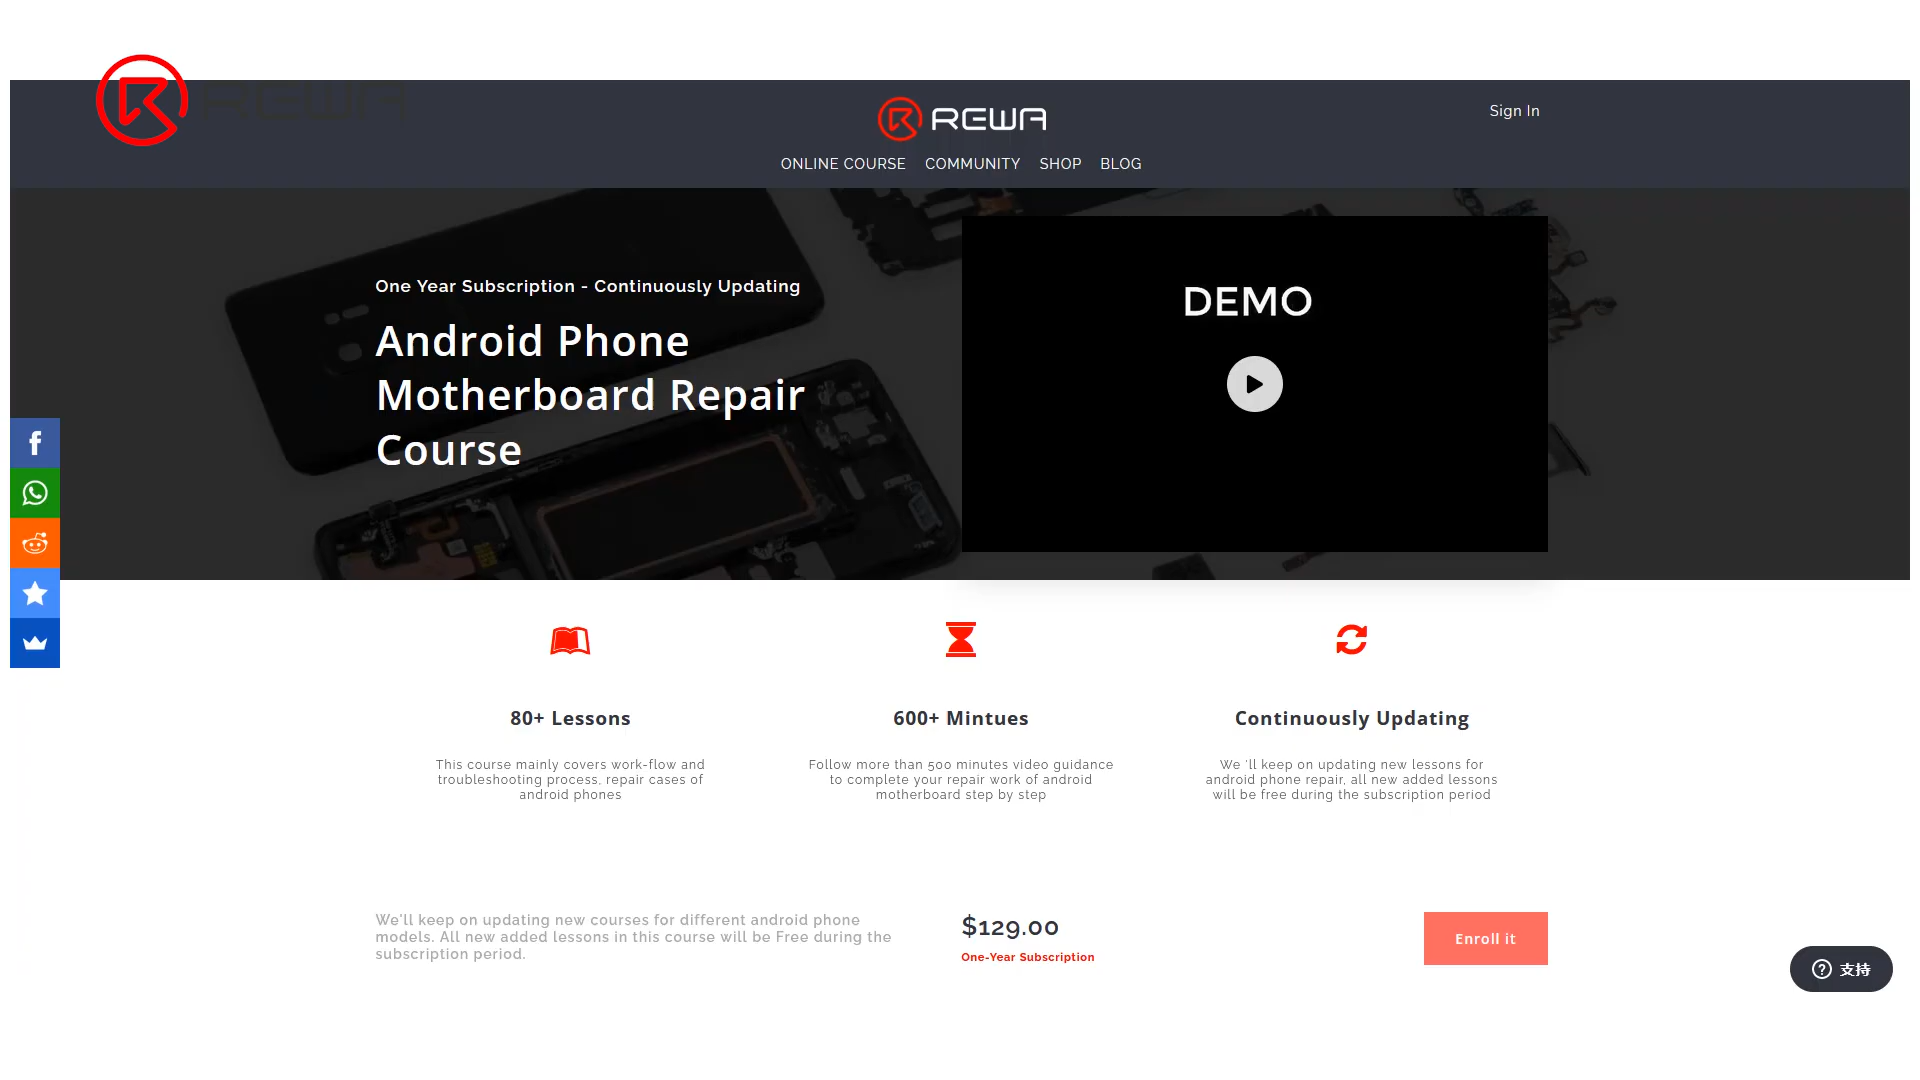 REWA
REWA
Sign In
ONLINE COURSE COMMUNITY SHOP BLOG
One Year Subscription - Continuously Updating
Android Phone
Motherboard Repair
Course
DEMO
80+ Lessons
This course mainly covers work-flow and
troubleshooting process, repair cases of
android phones
600+ Mintues
Follow more than 500 minutes video guidance
to complete your repair work of android
motherboard step by step
Continuously Updating
We 'll keep on updating new lessons for
android phone repair, all new added lessons
will be free during the subscription period
We'll keep on updating new courses for different android phone
models. All new added lessons in this course will be Free during the
subscription period.
$129.00
One-Year Subscription
Enroll it
支持